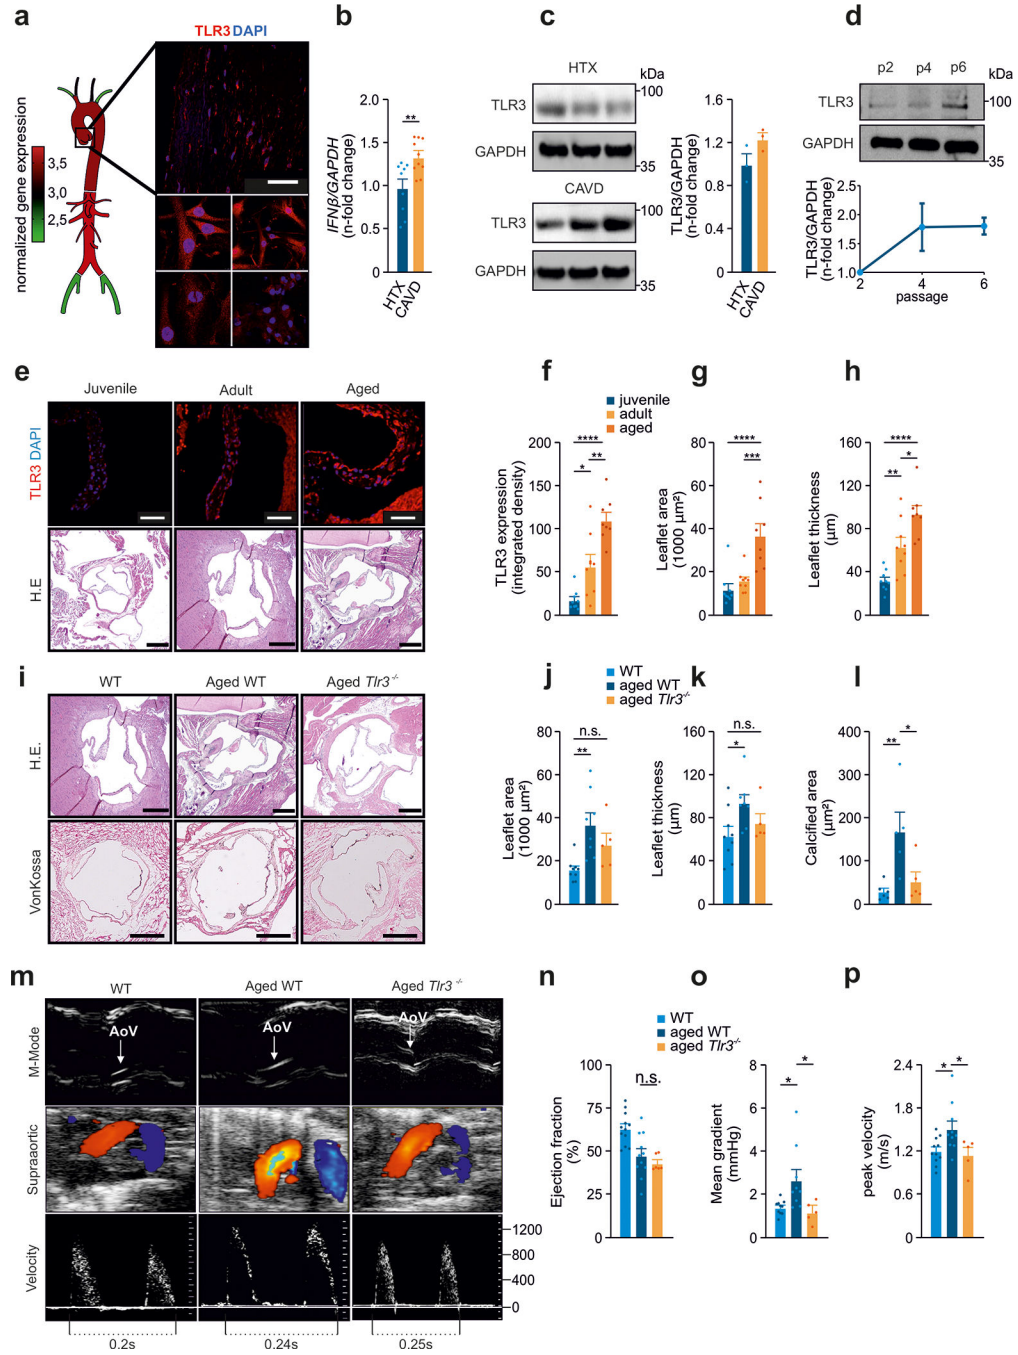 a
TLR3 DAPI
normalized gene expression
3,5
3,0
2,5
b
IFNβ/GAPDH
(n-fold change)
2.0
1.5
1.0
0.5
0
**
HTX
CAVD
c
HTX
kDa
TLR3
100
GAPDH
35
CAVD
TLR3
100
GAPDH
35
TLR3/GAPDH
(n-fold change)
1.6
1.2
0.8
0.4
0
HTX
CAVD
d
p2 p4 p6
kDa
TLR3
100
GAPDH
35
TLR3/GAPDH
(n-fold change)
2.5
2.0
1.5
1.0
2 4 6
passage
e
Juvenile Adult Aged
TLR3 DAPI
H.E
f
juvenile
adult
aged
TLR3 expression
(integrated density)
200
150
100
50
0
****
**
*
g
Leaflet area
(1000 µm²)
80
60
40
20
0
****
***
h
Leaflet thickness
(µm)
160
120
80
40
0
****
*
**
i
WT Aged WT Aged Tlr3-/-
H.E.
VonKossa
j
WT
aged WT
aged Tlr3-/-
Leaflet area
(1000 µm²)
80
60
40
20
0
n.s.
**
k
Leaflet thickness
(µm)
160
120
80
40
0
n.s.
*
l
Calcified area
(µm²)
400
300
200
100
0
**
*
m
WT Aged WT Aged Tlr3 -/-
M-Mode
AoV AoV AoV
Supraaortic
Velocity
1200
800
400
0
0.2s 0.24s 0.25s
n
WT
aged WT
aged Tlr3-/-
Ejection fraction
(%)
100
75
50
25
0
n.s.
o
Mean gradient
(mmHg)
8
6
4
2
0
*
*
p
peak velocity
(m/s)
2.4
1.8
1.2
0.6
0
*
*